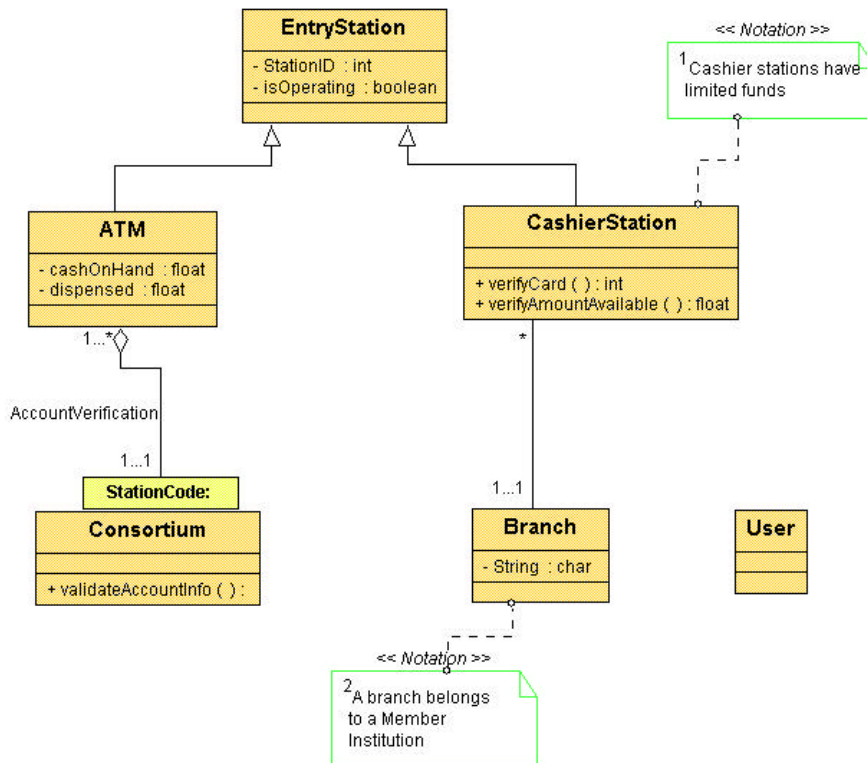 EntryStation
- StationID : int
- isOperating : boolean
<< Notation >>
1Cashier stations have
limited funds
ATM
- cashOnHand : float
- dispensed : float
CashierStation
+ verifyCard ( ) : int
+ verifyAmountAvailable ( ) : float
1...*
*
AccountVerification
1...1
1...1
StationCode:
Consortium
+ validateAccountInfo ( ) :
Branch
- String : char
User
<< Notation >>
2A branch belongs
to a Member
Institution